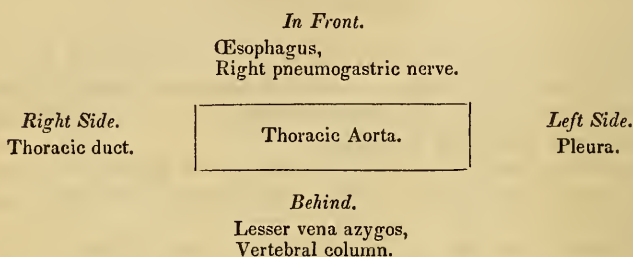 In Front.
Œsophagus,
Right pneumogastric nerve.
Right Side.
Thoracic duct.
Thoracic Aorta.
Left Side.
Pleura.
Behind.
Lesser vena azygos,
Vertebral column.